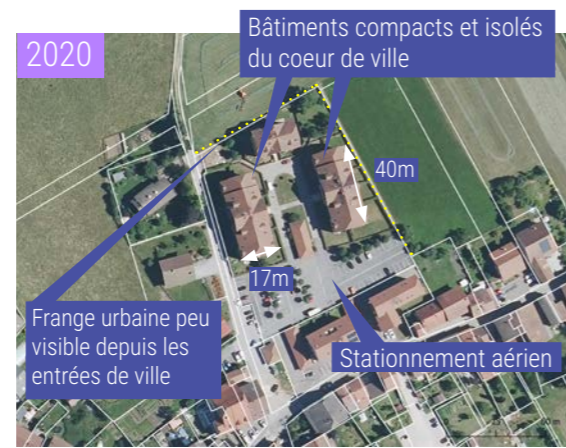 2020
Bâtiments compacts et isolés
du coeur de ville
40m
17m
Frange urbaine peu
visible depuis les
entrées de ville
Stationnement aérien